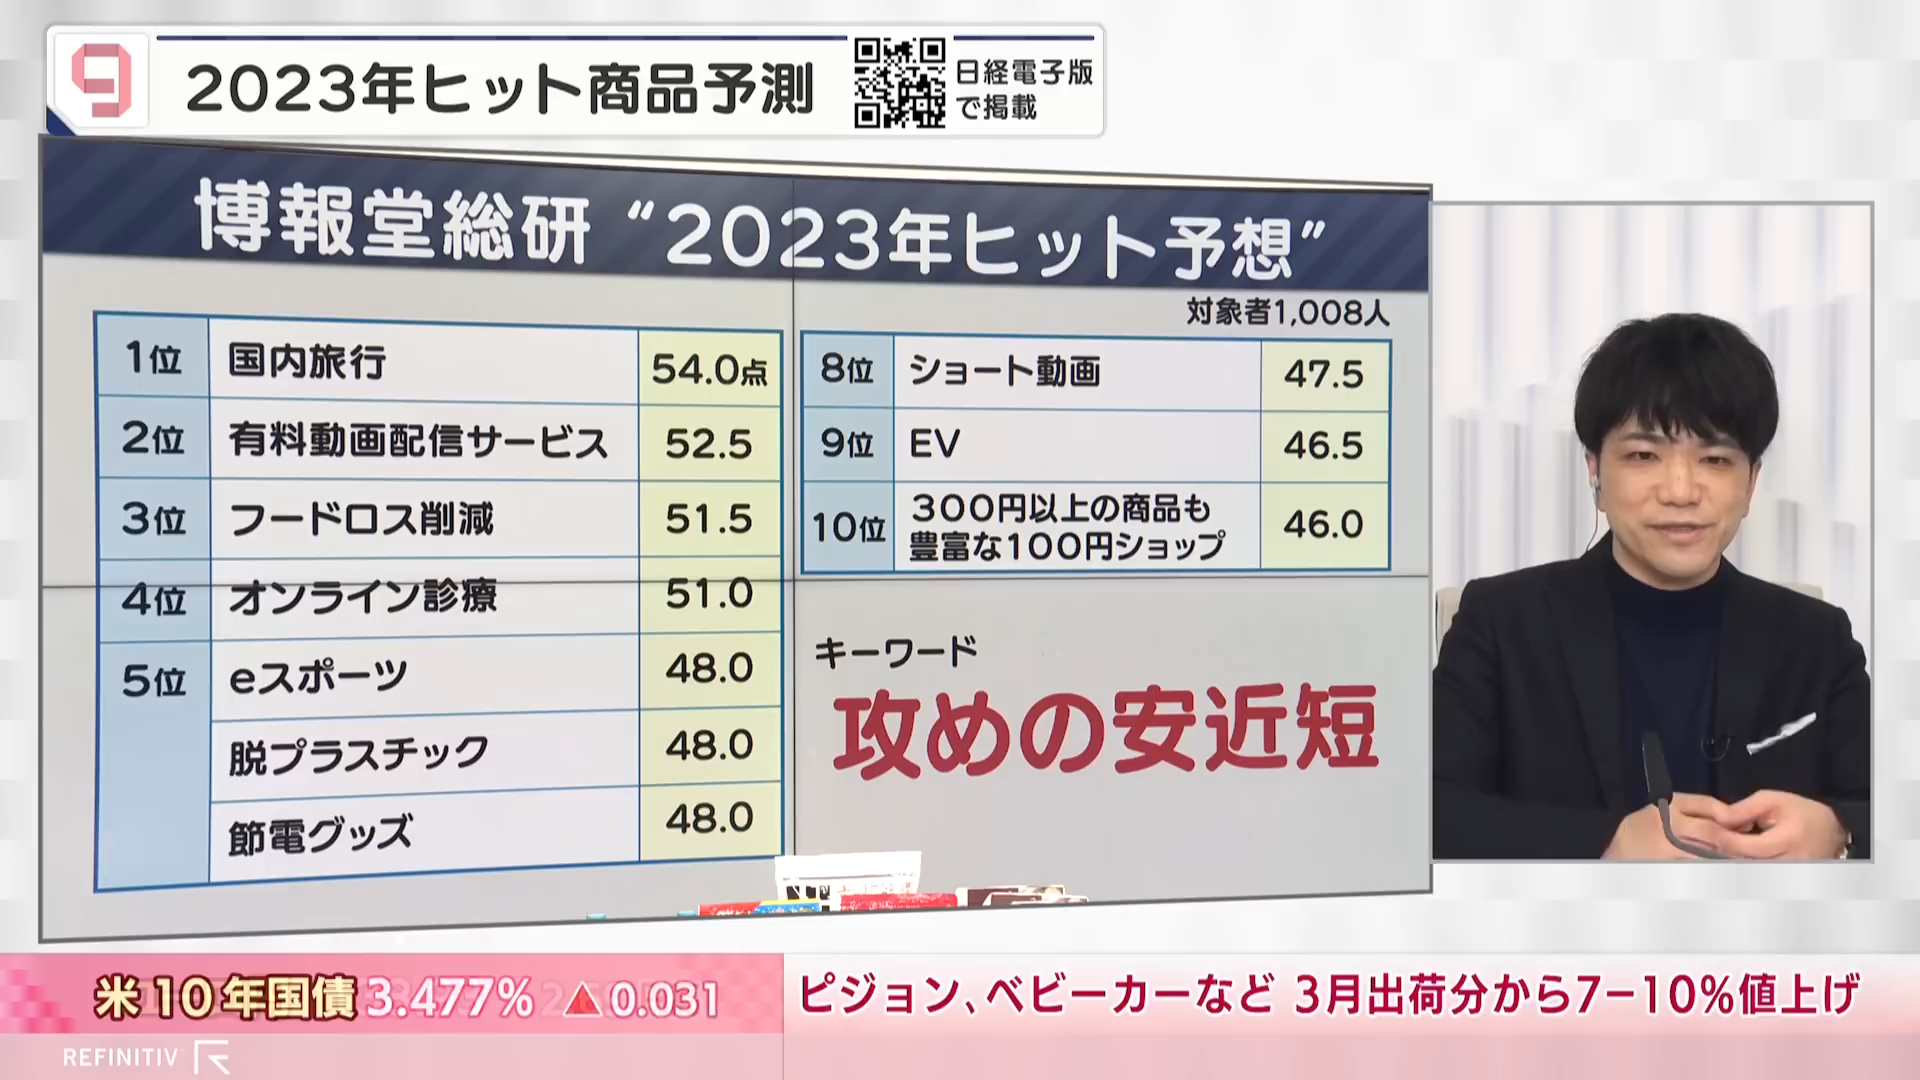 9
2023年ヒット商品予測
日経電子版
で掲載
博報堂総研 “2023年ヒット予想”
対象者1,008人
1位 国内旅行 54.0点
2位 有料動画配信サービス 52.5
3位 フードロス削減 51.5
4位 オンライン診療 51.0
5位 eスポーツ 48.0
脱プラスチック 48.0
節電グッズ 48.0
8位 ショート動画 47.5
9位 EV 46.5
10位 300円以上の商品も
豊富な100円ショップ 46.0
キーワード
攻めの安近短
米10年国債 3.477% ▲0.031
ピジョン、ベビーカーなど 3月出荷分から7−10%値上げ
REFINITIV